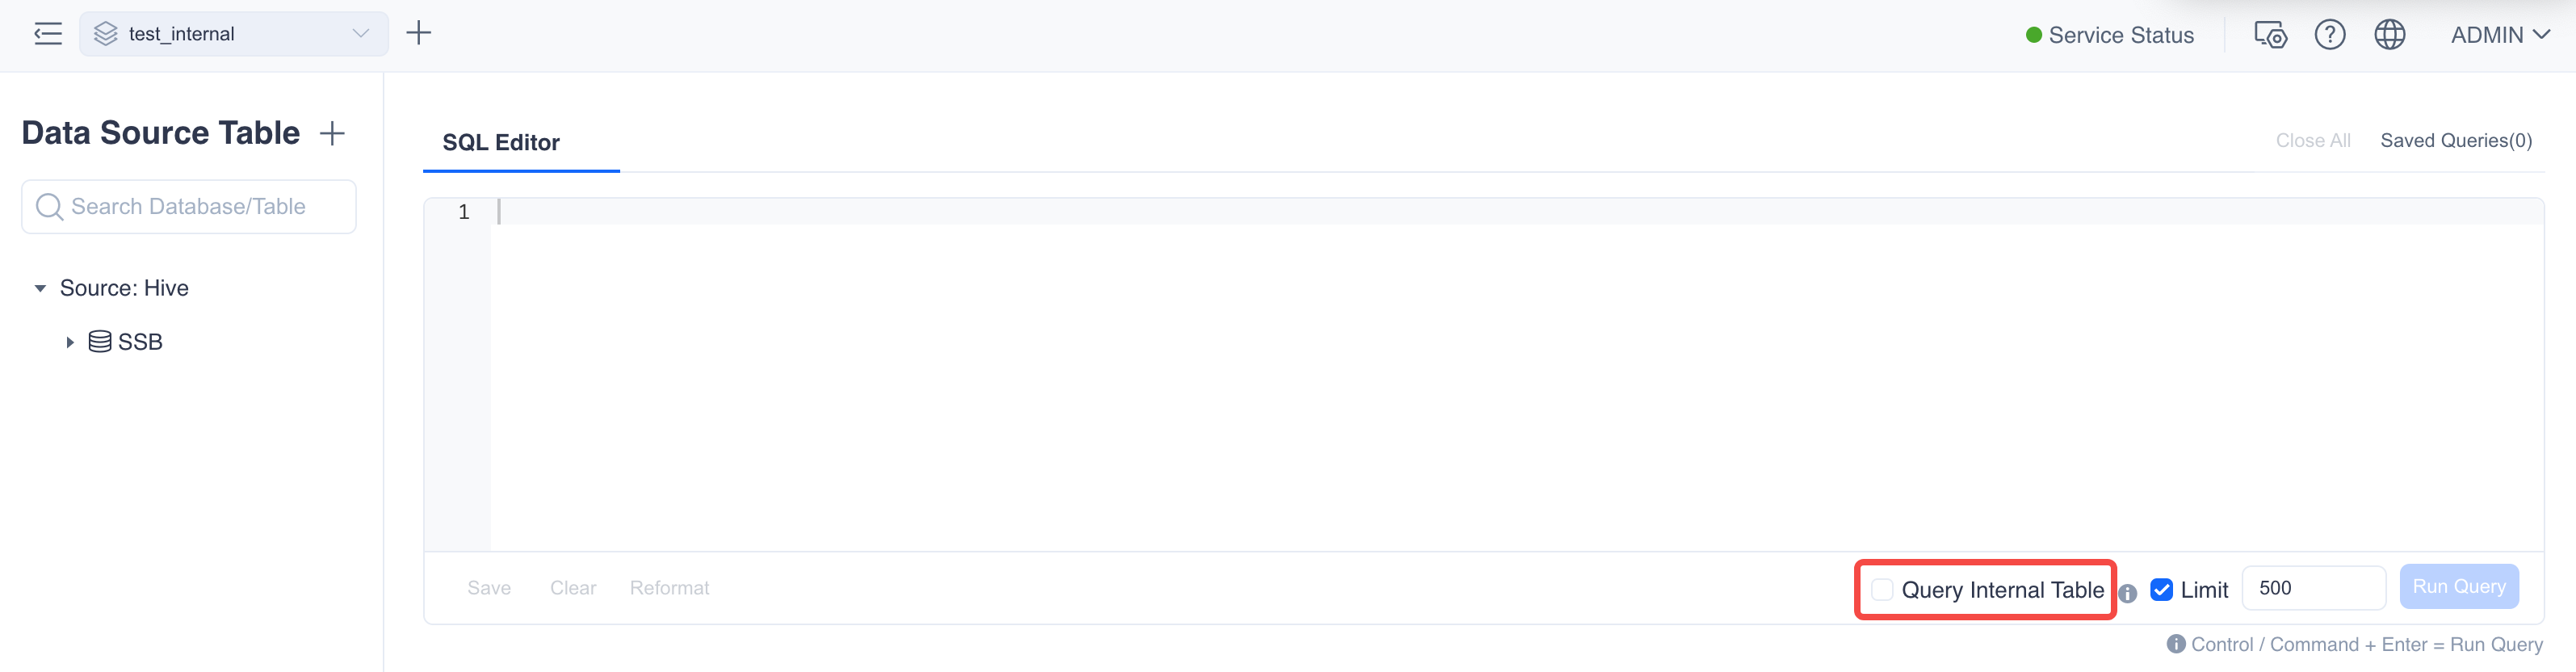 test_internal
Service Status
ADMIN
Data Source Table
Search Database/Table
Source: Hive
SSB
SQL Editor
Close All
Saved Queries(0)
1
Save
Clear
Reformat
Query Internal Table
Limit
500
Run Query
Control / Command + Enter = Run Query